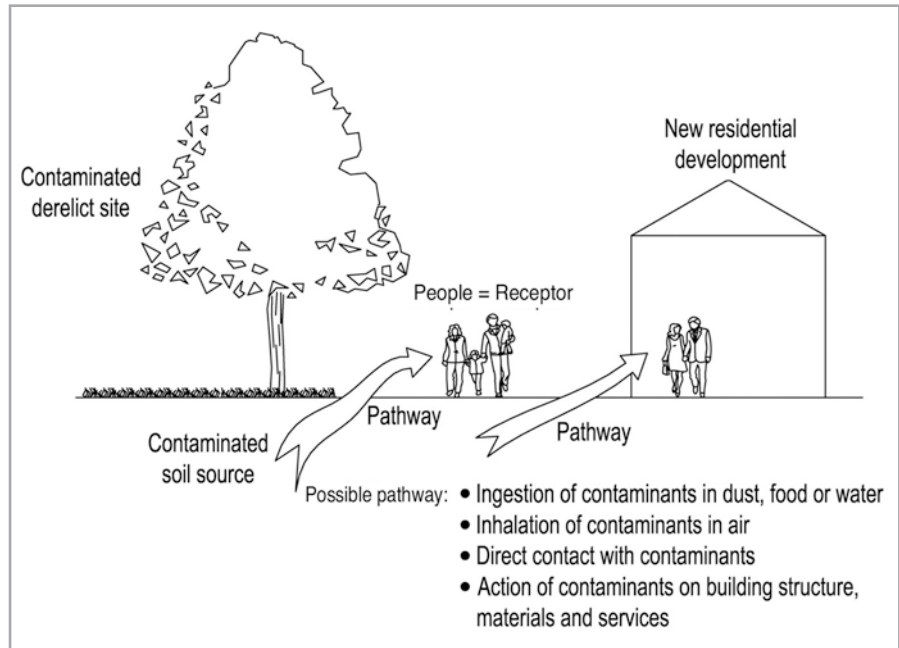 Contaminated
derelict site
New residential
development
People = Receptor
Pathway
Contaminated
soil source
Pathway
Possible pathway:
• Ingestion of contaminants in dust, food or water
• Inhalation of contaminants in air
• Direct contact with contaminants
• Action of contaminants on building structure,
materials and services